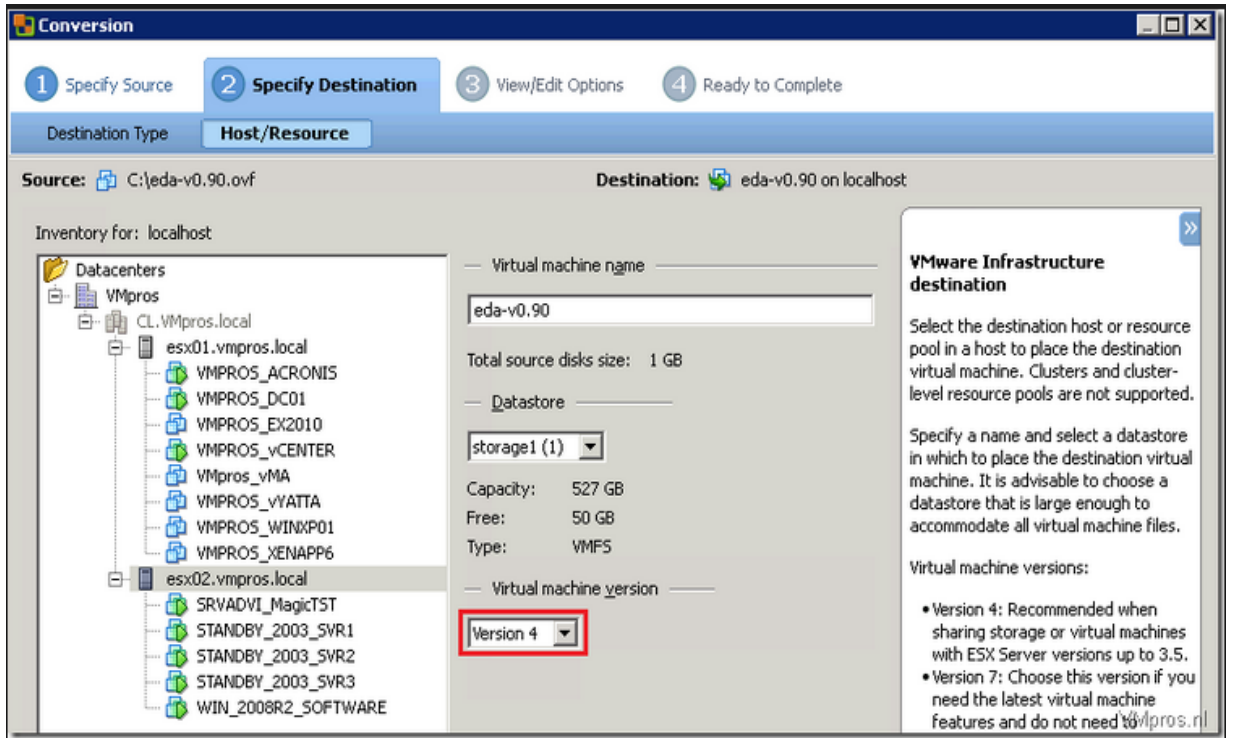 Conversion
1 Specify Source
2 Specify Destination
3 View/Edit Options
4 Ready to Complete
Destination Type
Host/Resource
Source: C:\eda-v0.90.ovf
Destination: eda-v0.90 on localhost
Inventory for: localhost
Datacenters
VMpros
CL.VMpros.local
esx01.vmpros.local
VMPROS_ACRONIS
VMPROS_DC01
VMPROS_EX2010
VMPROS_vCENTER
VMpros_vMA
VMPROS_vYATTA
VMPROS_WINXP01
VMPROS_XENAPP6
esx02.vmpros.local
SRVADVI_MagicTST
STANDBY_2003_SVR1
STANDBY_2003_SVR2
STANDBY_2003_SVR3
WIN_2008R2_SOFTWARE
Virtual machine name
eda-v0.90
Total source disks size: 1 GB
Datastore
storage1 (1)
Capacity: 527 GB
Free: 50 GB
Type: VMFS
Virtual machine version
Version 4
»
VMware Infrastructure
destination
Select the destination host or resource
pool in a host to place the destination
virtual machine. Clusters and cluster-
level resource pools are not supported.
Specify a name and select a datastore
in which to place the destination virtual
machine. It is advisable to choose a
datastore that is large enough to
accommodate all virtual machine files.
Virtual machine versions:
• Version 4: Recommended when
sharing storage or virtual machines
with ESX Server versions up to 3.5.
• Version 7: Choose this version if you
need the latest virtual machine
features and do not need to
VMpros.nl